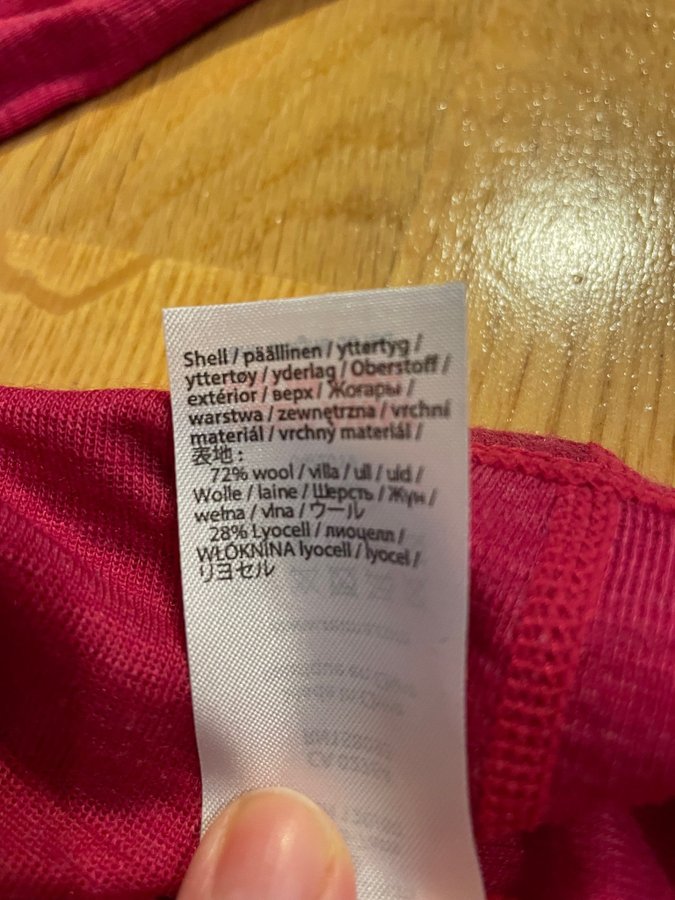 Shell / päällinen / yttertyg /
yttertøy / yderlag / Oberstoff /
extérior / верх / Жоғарғы /
warstwa / zewnętrzna / vrchní
materiál / vrchný materiál /
表地：
72% wool / villa / ull / uld /
Wolle / laine / Шерсть / Жүн /
wełna / vlna / ウール
28% Lyocell / лиоцелл /
WŁOKNINA lyocell / lyocel /
リヨセル